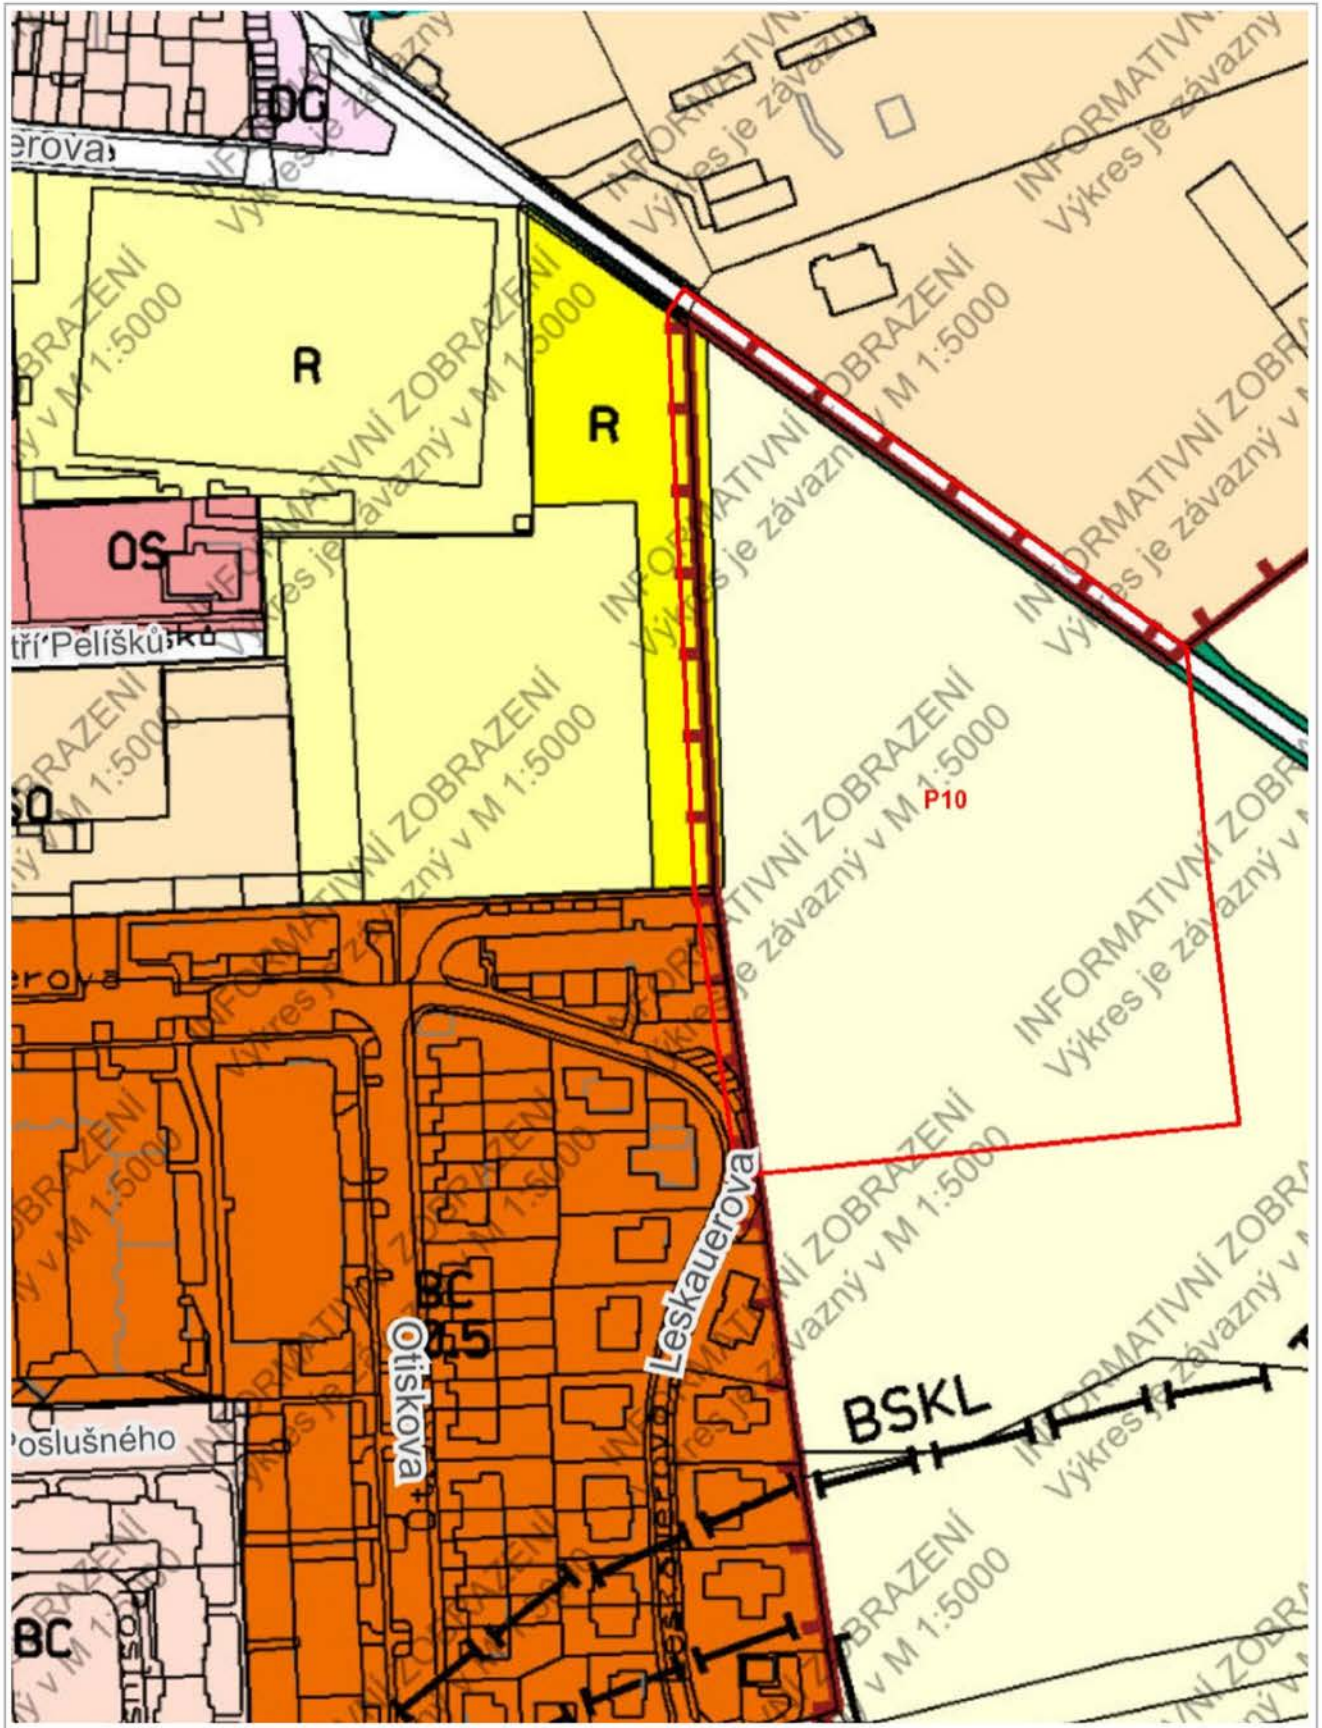 OG
erova
R
INFORMATIVNÍ ZOBRAZENÍ
Výkres je závazný v M 1:5000
R
OS
tří Pelíšků
SO
P10
erova
Leskauerova
BC
Otiskova
BSKL
Poslušného
BC